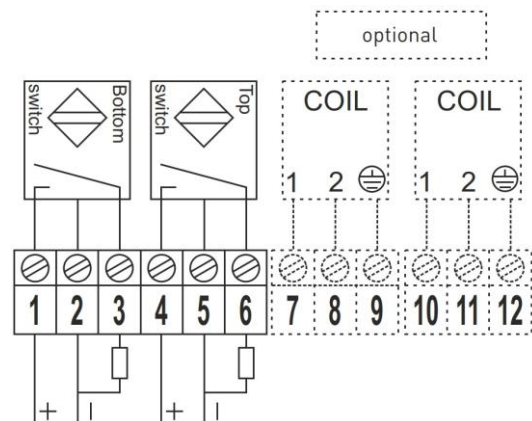 optional
Bottom
switch
Top
switch
COIL
COIL
1 2
1 2
1 2 3 4 5 6 7 8 9 10 11 12
+ − + −